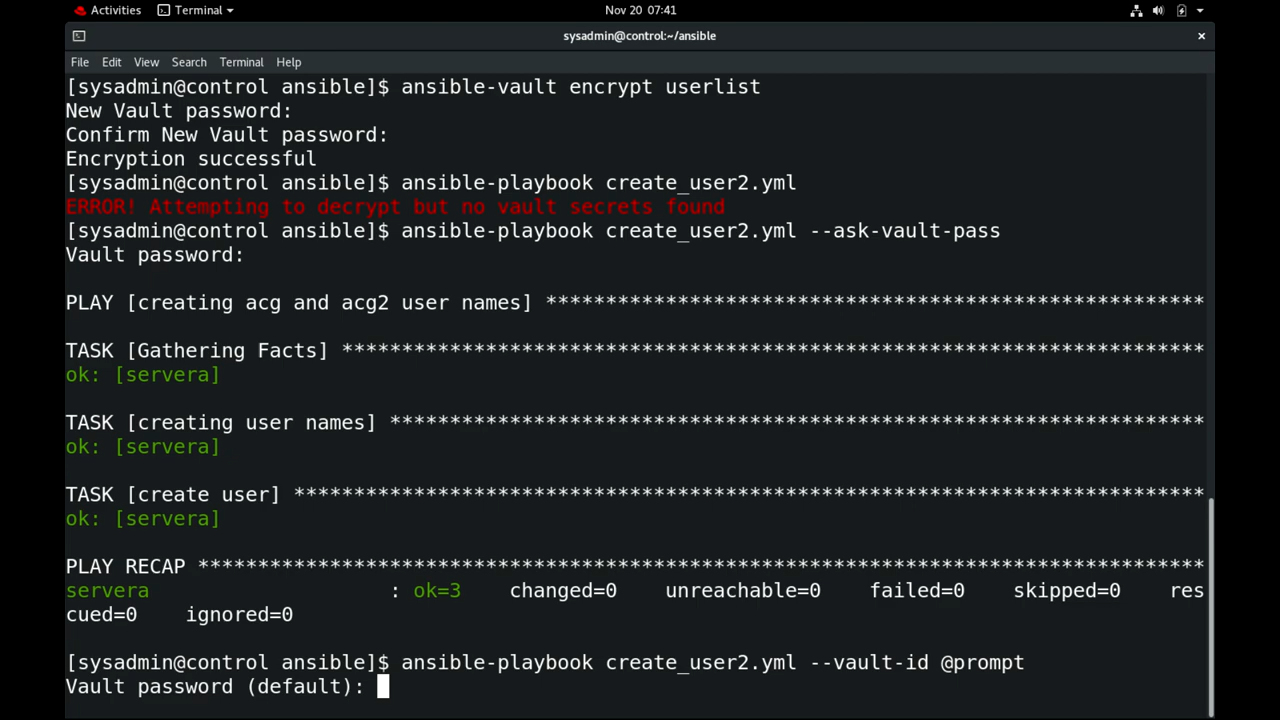 Activities Terminal Nov 20 07:41
sysadmin@control:~/ansible ×
File Edit View Search Terminal Help
[sysadmin@control ansible]$ ansible-vault encrypt userlist
New Vault password:
Confirm New Vault password:
Encryption successful
[sysadmin@control ansible]$ ansible-playbook create_user2.yml
ERROR! Attempting to decrypt but no vault secrets found
[sysadmin@control ansible]$ ansible-playbook create_user2.yml --ask-vault-pass
Vault password:
PLAY [creating acg and acg2 user names] *******************************************************
TASK [Gathering Facts] ************************************************************************
ok: [servera]
TASK [creating user names] ********************************************************************
ok: [servera]
TASK [create user] ****************************************************************************
ok: [servera]
PLAY RECAP ************************************************************************************
servera : ok=3 changed=0 unreachable=0 failed=0 skipped=0 res
cued=0 ignored=0
[sysadmin@control ansible]$ ansible-playbook create_user2.yml --vault-id @prompt
Vault password (default):